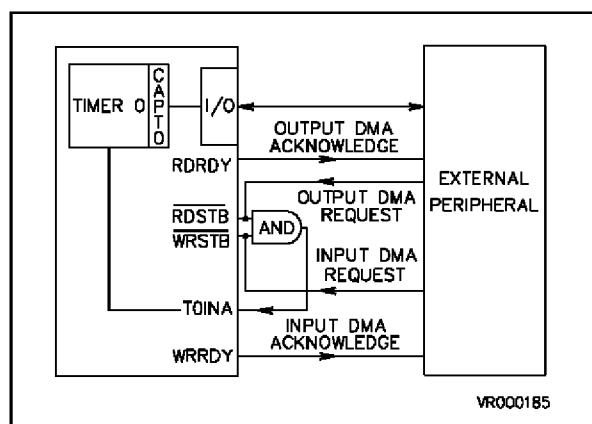 TIMER 0
CAPT0
I/O
OUTPUT DMA
ACKNOWLEDGE
RDRDY
RDSTB
OUTPUT DMA
REQUEST
WRSTB
AND
INPUT DMA
REQUEST
T0INA
INPUT DMA
ACKNOWLEDGE
WRRDY
EXTERNAL
PERIPHERAL
VR000185